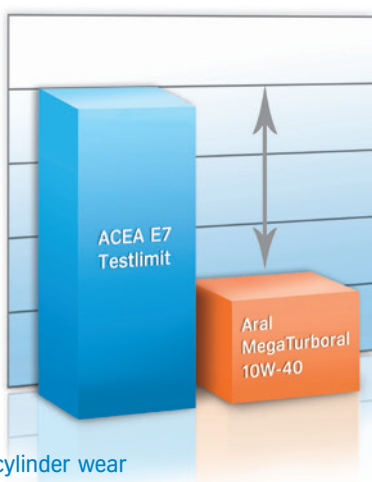 ACEA E7
Testlimit
Aral
MegaTurboral
10W-40
cylinder wear